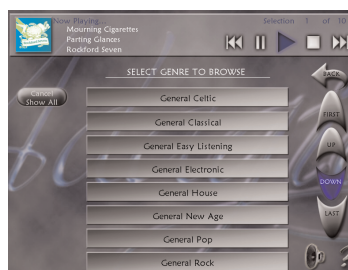 Now Playing...
Selection 1 of 10
Mourning Cigarettes
Parting Glances
Rockford Seven
SELECT GENRE TO BROWSE
BACK
Cancel
Show All
General Celtic
General Classical
FIRST
General Easy Listening
UP
General Electronic
DOWN
General House
General New Age
LAST
General Pop
General Rock